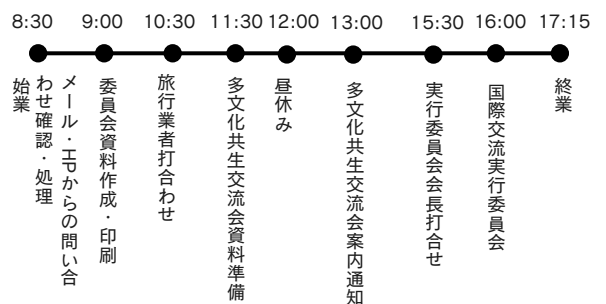 8:30
9:00
10:30
11:30
12:00
13:00
15:30
16:00
17:15
始業
メール・HPからの問い合
わせ確認・処理
委員会資料作成・印刷
旅行業者打合わせ
多文化共生交流会資料準備
昼休み
多文化共生交流会案内通知
実行委員会会長打合せ
国際交流実行委員会
終業